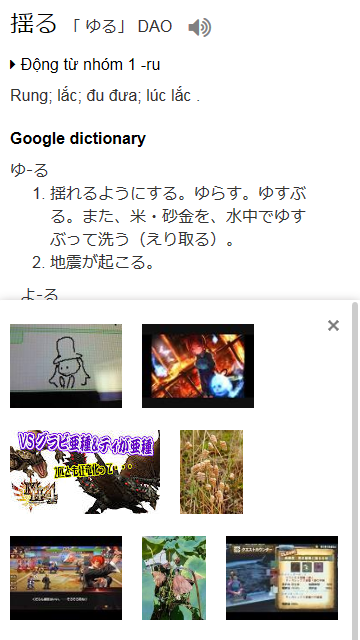 揺る 「 ゆる」 DAO
Động từ nhóm 1 -ru
Rung; lắc; đu đưa; lúc lắc .
Google dictionary
ゆ‐る
1. 揺れるようにする。ゆらす。ゆすぶ
る。また、米・砂金を、水中でゆす
ぶって洗う（えり取る）。
2. 地震が起こる。
よ‐る
×
VSグラビ亜種&ティガ亜種
クエストカウンター